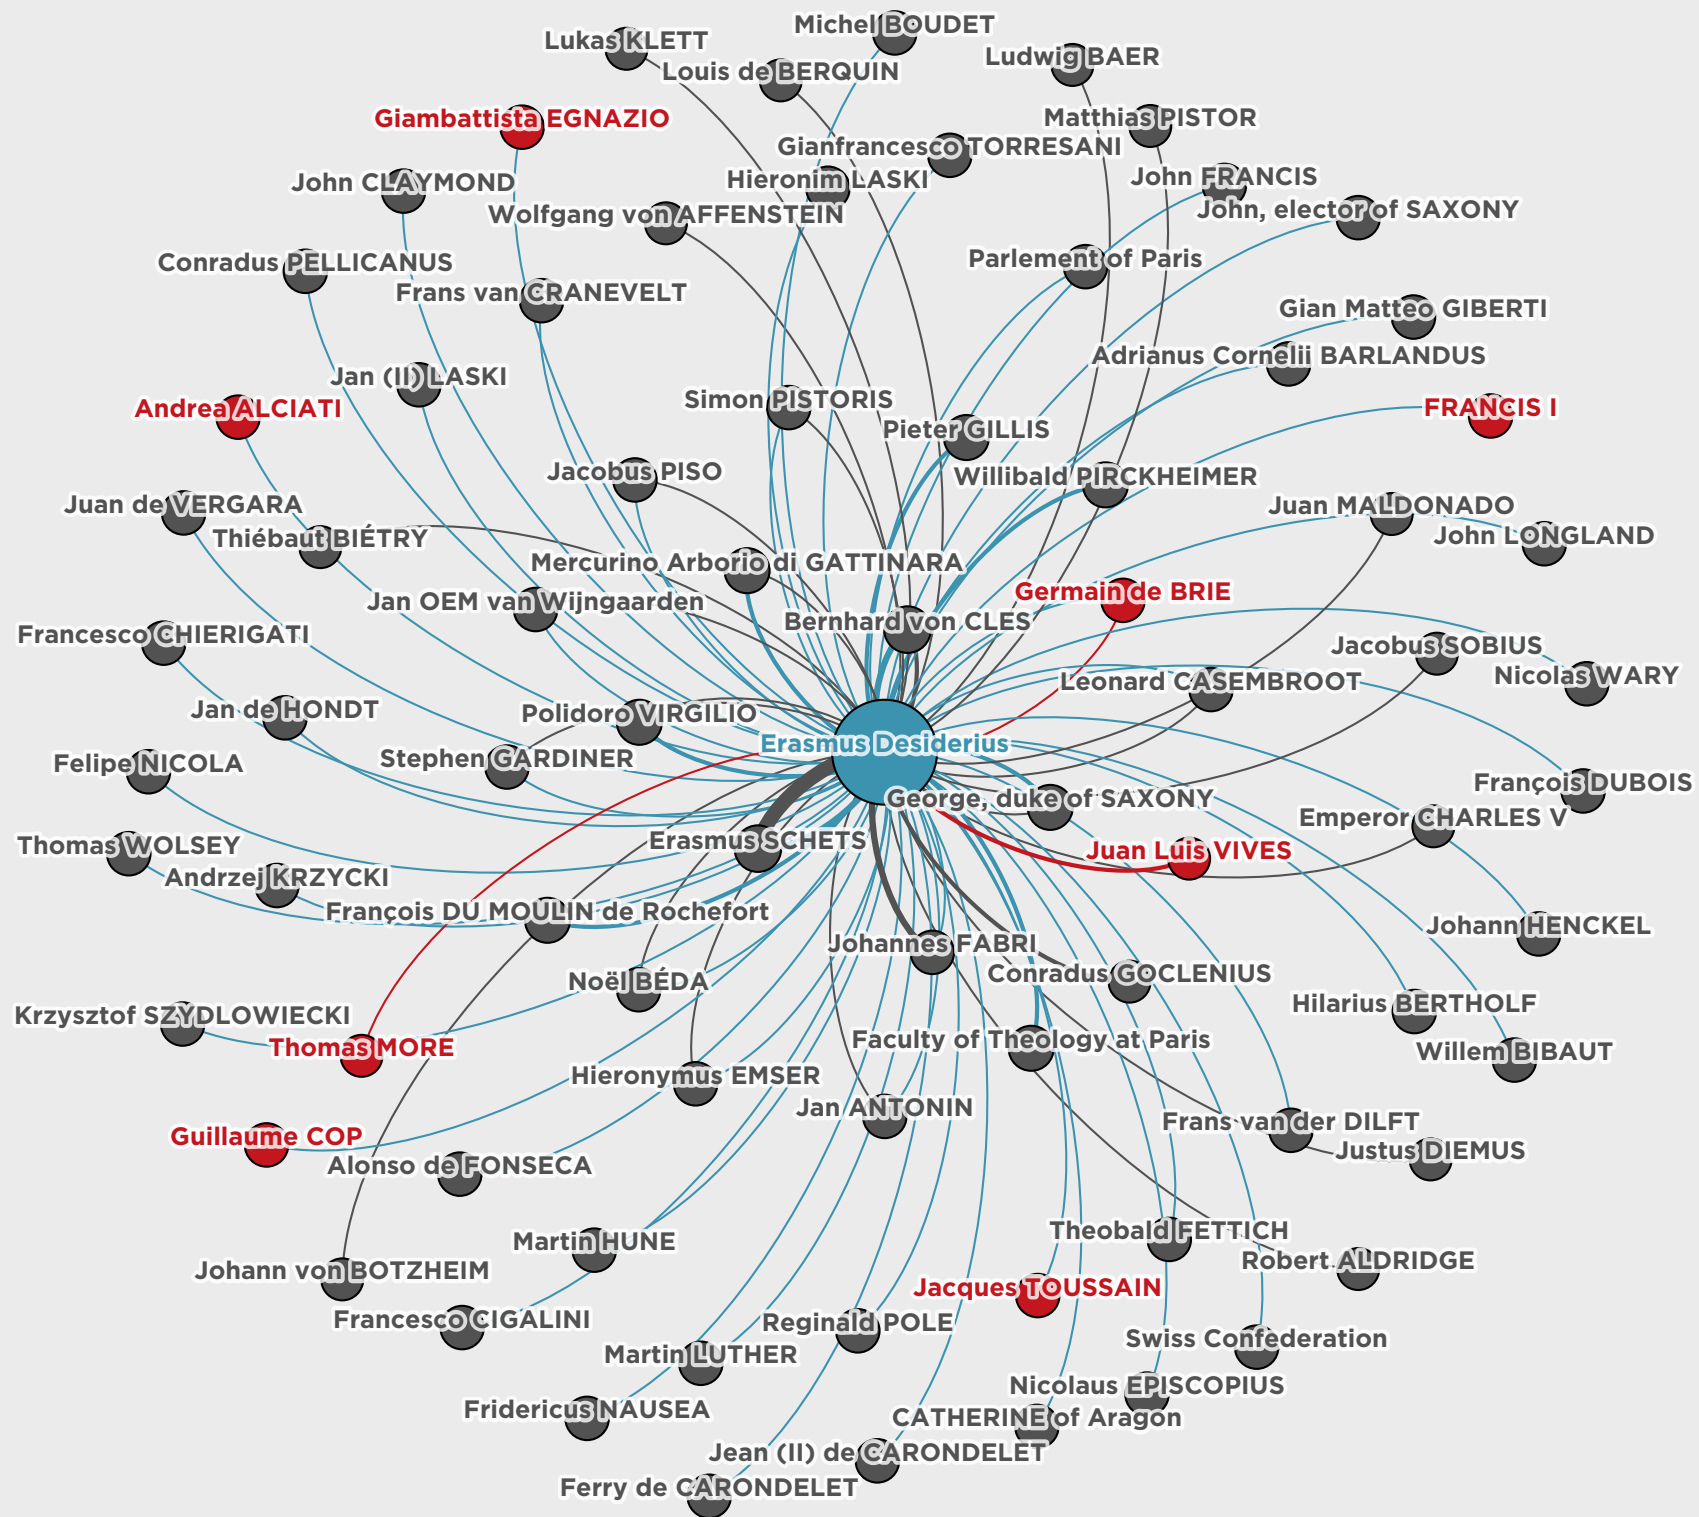 Michel BOUDET
Lukas KLETT
Ludwig BAER
Louis de BERQUIN
Giambattista EGNAZIO
Matthias PISTOR
Gianfrancesco TORRESANI
John FRANCIS
Hieronim LASKI
John CLAYMOND
John, elector of SAXONY
Wolfgang von AFFENSTEIN
Parlement of Paris
Conradus PELLICANUS
Frans van CRANEVELT
Gian Matteo GIBERTI
Adrianus Cornelii BARLANDUS
Jan (II) LASKI
Simon PISTORIS
Andrea ALCIATI
FRANCIS I
Pieter GILLIS
Jacobus PISO
Willibald PIRCKHEIMER
Juan de VERGARA
Juan MALDONADO
Thiébaut BIÉTRY
John LONGLAND
Mercurino Arborio di GATTINARA
Germain de BRIE
Jan OEM van Wijngaarden
Bernhard von CLES
Francesco CHIERIGATI
Jacobus SOBIUS
Nicolas WARY
Leonard CASEMBROOT
Jan de HONDT
Polidoro VIRGILIO
Erasmus Desiderius
Stephen GARDINER
Felipe NICOLA
François DUBOIS
George, duke of SAXONY
Emperor CHARLES V
Erasmus SCHETS
Thomas WOLSEY
Juan Luis VIVES
Andrzej KRZYCKI
François DU MOULIN de Rochefort
Johann HENCKEL
Johannes FABRI
Conradus GOCLENIUS
Noël BÉDA
Hilarius BERTHOLF
Krzysztof SZYDLOWIECKI
Faculty of Theology at Paris
Thomas MORE
Willem BIBAUT
Hieronymus EMSER
Jan ANTONIN
Frans van der DILFT
Guillaume COP
Justus DIEMUS
Alonso de FONSECA
Theobald FETTICH
Martin HUNE
Robert ALDRIDGE
Johann von BOTZHEIM
Jacques TOUSSAIN
Francesco CIGALINI
Reginald POLE
Swiss Confederation
Martin LUTHER
Nicolaus EPISCOPIUS
Fridericus NAUSEA
CATHERINE of Aragon
Jean (II) de CARONDELET
Ferry de CARONDELET